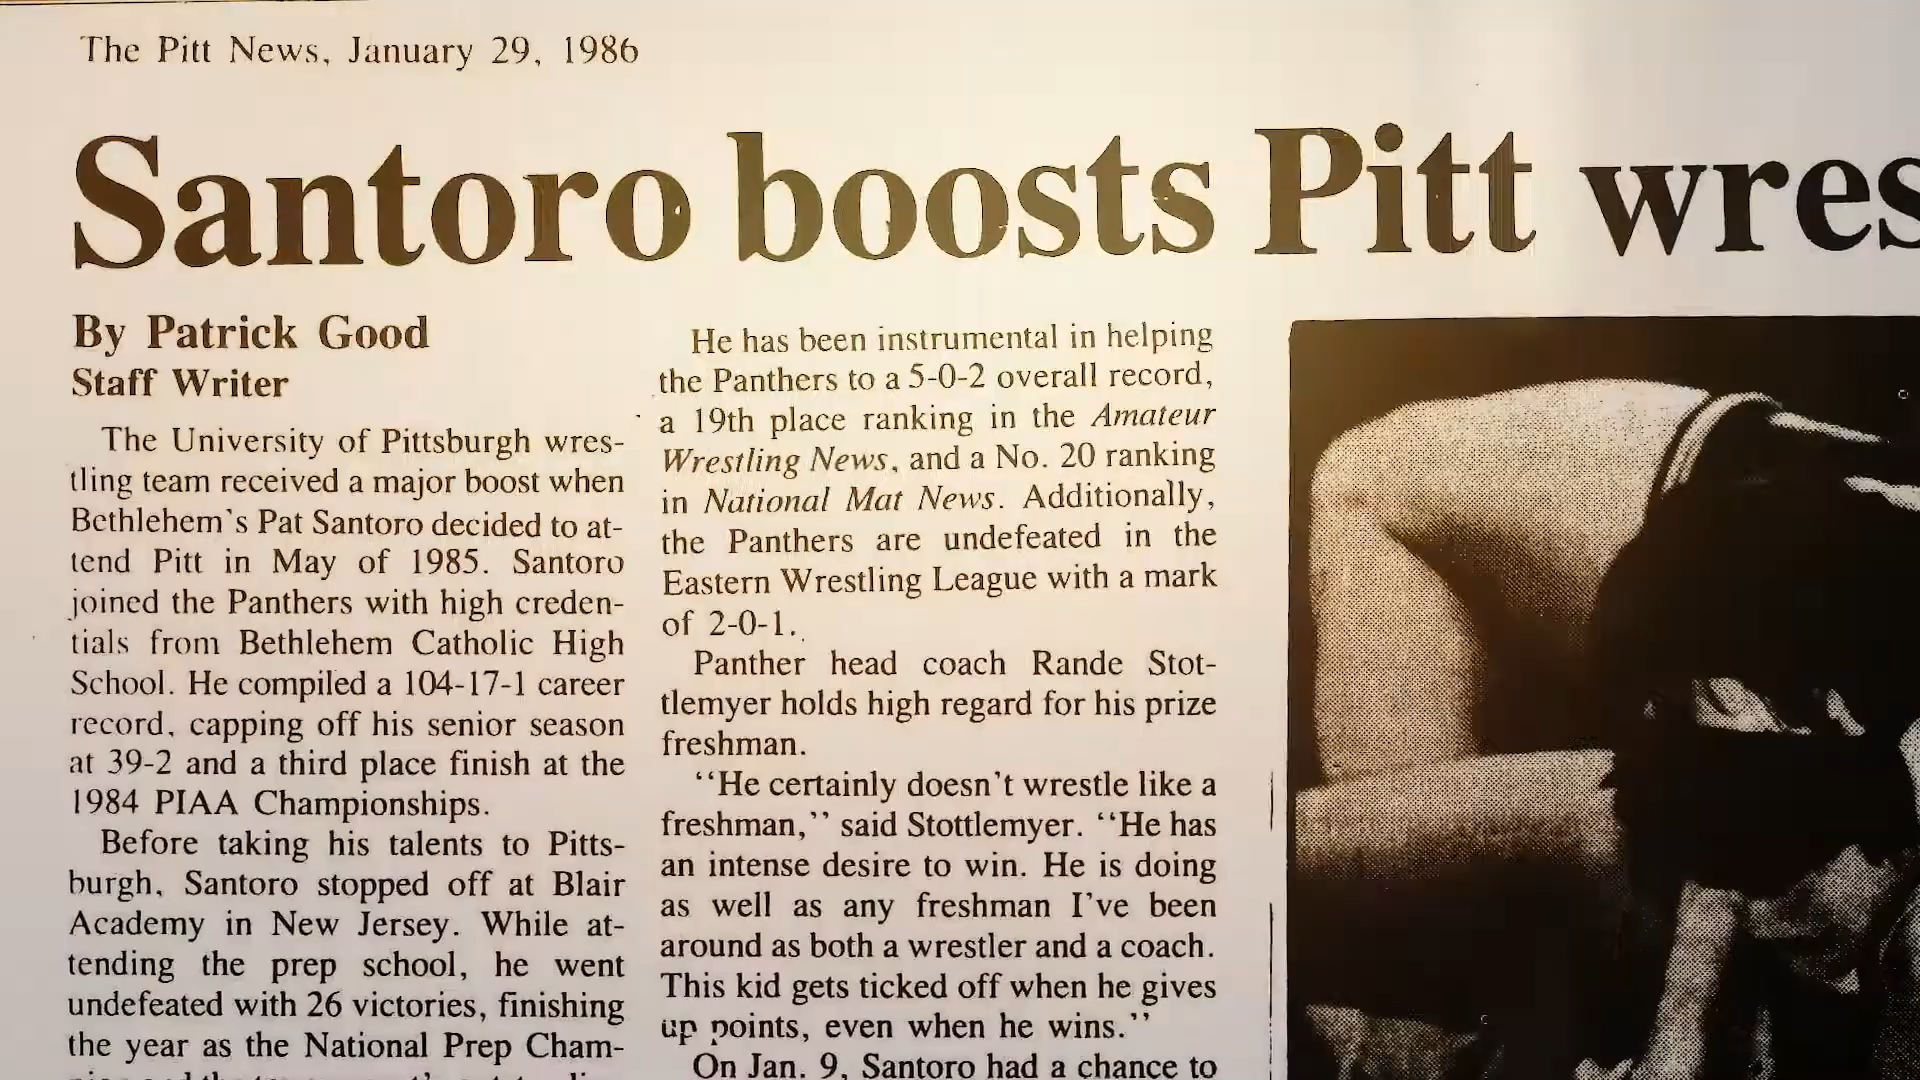 The Pitt News, January 29, 1986
Santoro boosts Pitt wres
By Patrick Good
Staff Writer
The University of Pittsburgh wres-
tling team received a major boost when
Bethlehem's Pat Santoro decided to at-
tend Pitt in May of 1985. Santoro
joined the Panthers with high creden-
tials from Bethlehem Catholic High
School. He compiled a 104-17-1 career
record, capping off his senior season
at 39-2 and a third place finish at the
1984 PIAA Championships.
Before taking his talents to Pitts-
burgh, Santoro stopped off at Blair
Academy in New Jersey. While at-
tending the prep school, he went
undefeated with 26 victories, finishing
the year as the National Prep Cham-
He has been instrumental in helping
the Panthers to a 5-0-2 overall record,
a 19th place ranking in the Amateur
Wrestling News, and a No. 20 ranking
in National Mat News. Additionally,
the Panthers are undefeated in the
Eastern Wrestling League with a mark
of 2-0-1.
Panther head coach Rande Stot-
tlemyer holds high regard for his prize
freshman.
“He certainly doesn't wrestle like a
freshman,” said Stottlemyer. “He has
an intense desire to win. He is doing
as well as any freshman I've been
around as both a wrestler and a coach.
This kid gets ticked off when he gives
up points, even when he wins.”
On Jan. 9, Santoro had a chance to